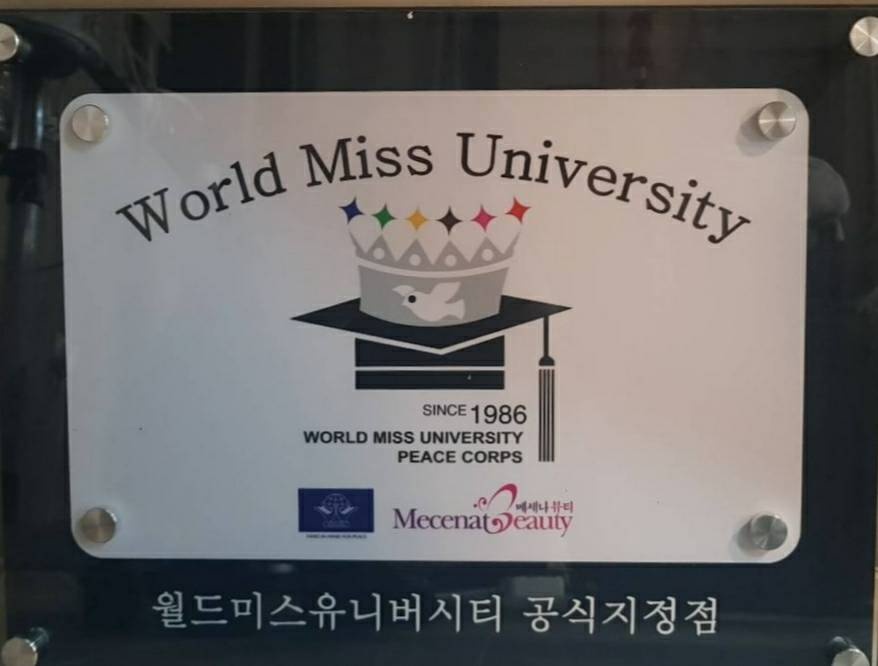 World Miss University
SINCE 1986
WORLD MISS UNIVERSITY
PEACE CORPS
메세나뷰티
Mecenat Beauty
월드미스유니버시티 공식지정점